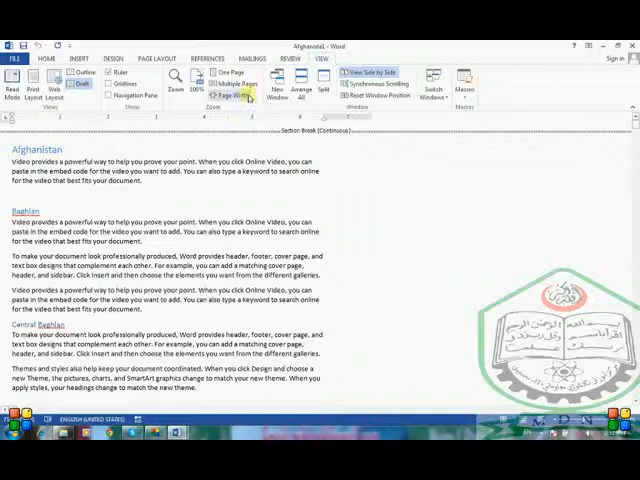 Afghanista1 - Word
Sign in
FILE HOME INSERT DESIGN PAGE LAYOUT REFERENCES MAILINGS REVIEW VIEW
Read Mode
Print Layout
Web Layout
Outline
Draft
Views
Ruler
Gridlines
Navigation Pane
Show
Zoom
100%
One Page
Multiple Pages
Page Width
Zoom
New Window
Arrange All
Split
View Side by Side
Synchronous Scrolling
Reset Window Position
Window
Switch Windows
Macros
Macros
Section Break (Continuous)
Afghanistan
Video provides a powerful way to help you prove your point. When you click Online Video, you can
paste in the embed code for the video you want to add. You can also type a keyword to search online
for the video that best fits your document.
Baghlan
Video provides a powerful way to help you prove your point. When you click Online Video, you can
paste in the embed code for the video you want to add. You can also type a keyword to search online
for the video that best fits your document.
To make your document look professionally produced, Word provides header, footer, cover page, and
text box designs that complement each other. For example, you can add a matching cover page,
header, and sidebar. Click Insert and then choose the elements you want from the different galleries.
Video provides a powerful way to help you prove your point. When you click Online Video, you can
paste in the embed code for the video you want to add. You can also type a keyword to search online
for the video that best fits your document.
Central Baghlan
To make your document look professionally produced, Word provides header, footer, cover page, and
text box designs that complement each other. For example, you can add a matching cover page,
header, and sidebar. Click Insert and then choose the elements you want from the different galleries.
Themes and styles also help keep your document coordinated. When you click Design and choose a
new Theme, the pictures, charts, and SmartArt graphics change to match your new theme. When you
apply styles, your headings change to match the new theme.
ENGLISH (UNITED STATES)
M D N
EN